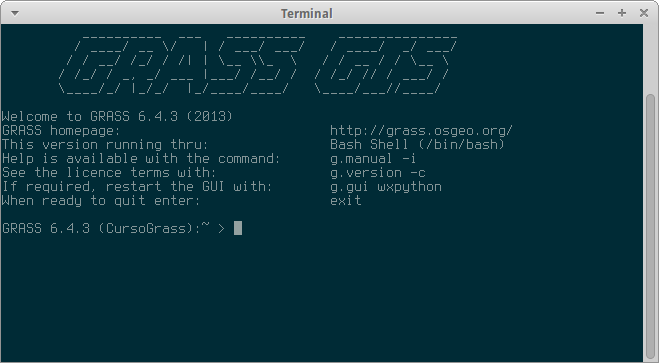 Terminal
GRASS GIS
Welcome to GRASS 6.4.3 (2013)
GRASS homepage: http://grass.osgeo.org/
This version running thru: Bash Shell (/bin/bash)
Help is available with the command: g.manual -i
See the licence terms with: g.version -c
If required, restart the GUI with: g.gui wxpython
When ready to quit enter: exit
GRASS 6.4.3 (CursoGrass):~ >